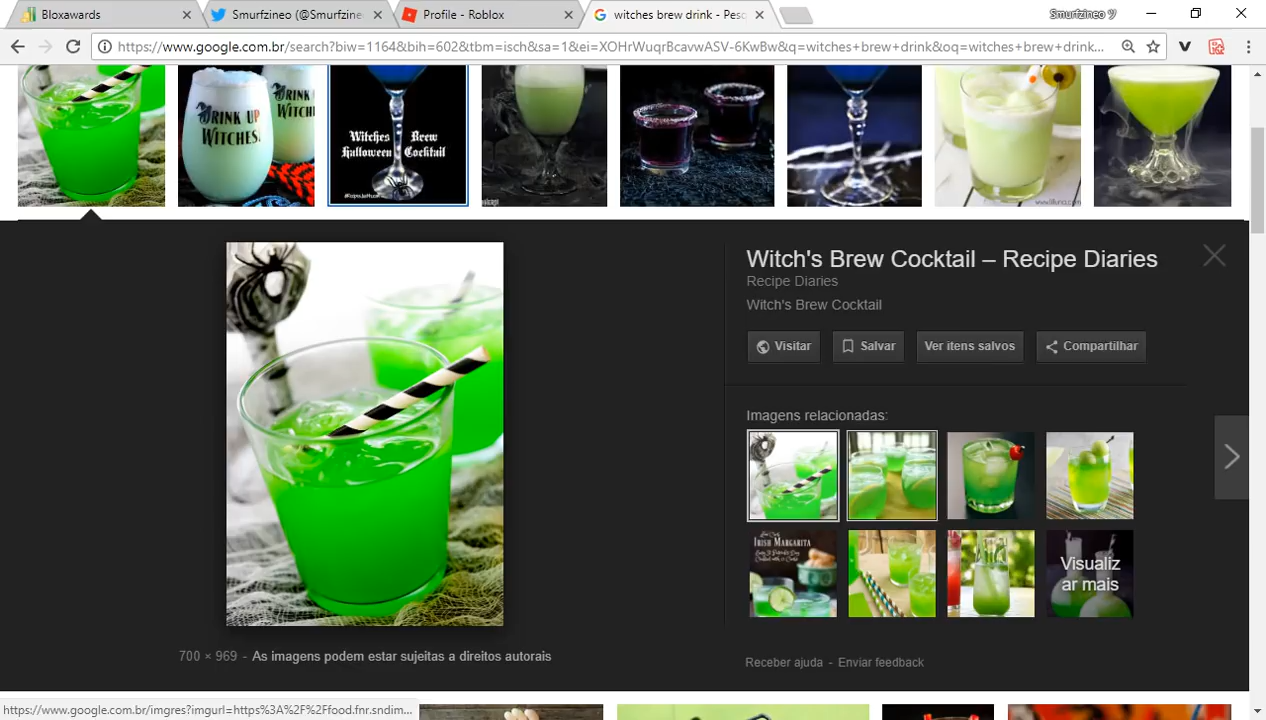 Bloxawards
Smurfzineo (@Smurfzine
Profile - Roblox
witches brew drink - Pesq
Smurfzineo ツ
https://www.google.com.br/search?biw=1164&bih=602&tbm=isch&sa=1&ei=XOHrWuqrBcavwASV-6KwBw&q=witches+brew+drink&oq=witches+brew+drink...
DRINK UP
WITCHES.
Witches Brew
Halloween Cocktail
Witch's Brew Cocktail – Recipe Diaries
Recipe Diaries
Witch's Brew Cocktail
Visitar
Salvar
Ver itens salvos
Compartilhar
Imagens relacionadas:
IRISH MARGARITA
Visualiz
ar mais
700 × 969 - As imagens podem estar sujeitas a direitos autorais
Receber ajuda - Enviar feedback
https://www.google.com.br/imgres?imgurl=https%3A%2F%2Ffood.fnr.sndim...